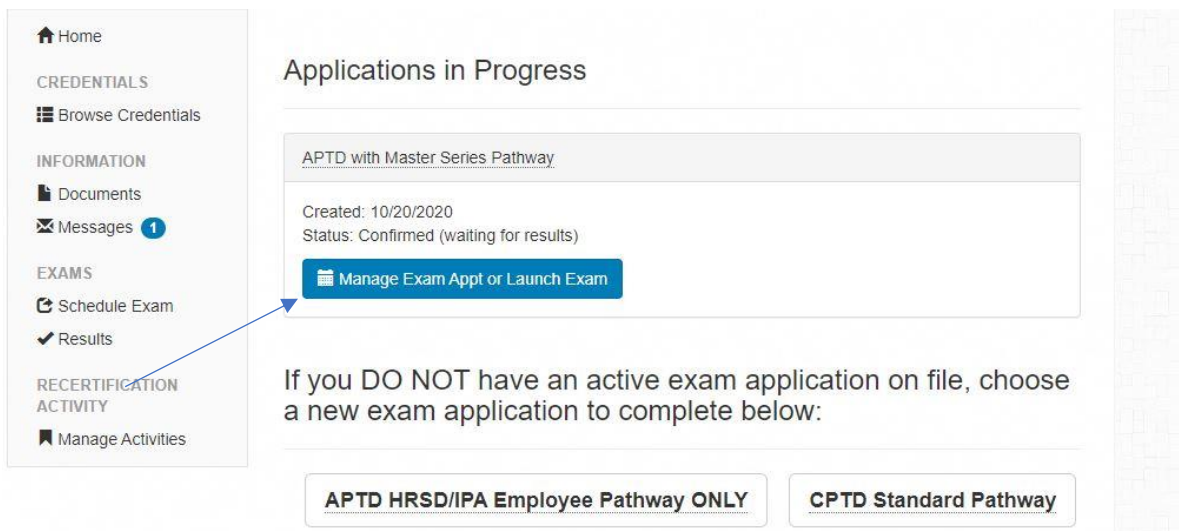 Home
CREDENTIALS
Browse Credentials
INFORMATION
Documents
Messages 1
EXAMS
Schedule Exam
Results
RECERTIFICATION
ACTIVITY
Manage Activities
Applications in Progress
APTD with Master Series Pathway
Created: 10/20/2020
Status: Confirmed (waiting for results)
Manage Exam Appt or Launch Exam
If you DO NOT have an active exam application on file, choose
a new exam application to complete below:
APTD HRSD/IPA Employee Pathway ONLY
CPTD Standard Pathway